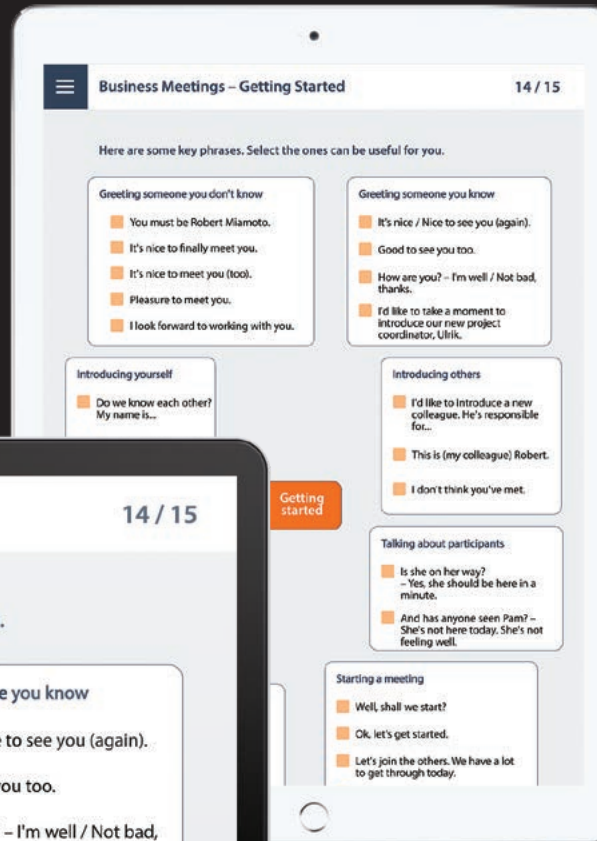 Business Meetings – Getting Started
14 / 15
Here are some key phrases. Select the ones can be useful for you.
Greeting someone you don't know
You must be Robert Miamoto.
It's nice to finally meet you.
It's nice to meet you (too).
Pleasure to meet you.
I look forward to working with you.
Greeting someone you know
It's nice / Nice to see you (again).
Good to see you too.
How are you? – I'm well / Not bad,
thanks.
I'd like to take a moment to
introduce our new project
coordinator, Ulrik.
Introducing yourself
Do we know each other?
My name is...
Introducing others
I'd like to Introduce a new
colleague. He's responsible
for...
This is (my colleague) Robert.
I don't think you've met.
Getting
started
Talking about participants
Is she on her way?
– Yes, she should be here in a
minute.
And has anyone seen Pam? –
She's not here today. She's not
feeling well.
Starting a meeting
Well, shall we start?
Ok, let's get started.
Let's join the others. We have a lot
to get through today.
14 / 15
.
e you know
to see you (again).
ou too.
– I'm well / Not bad,